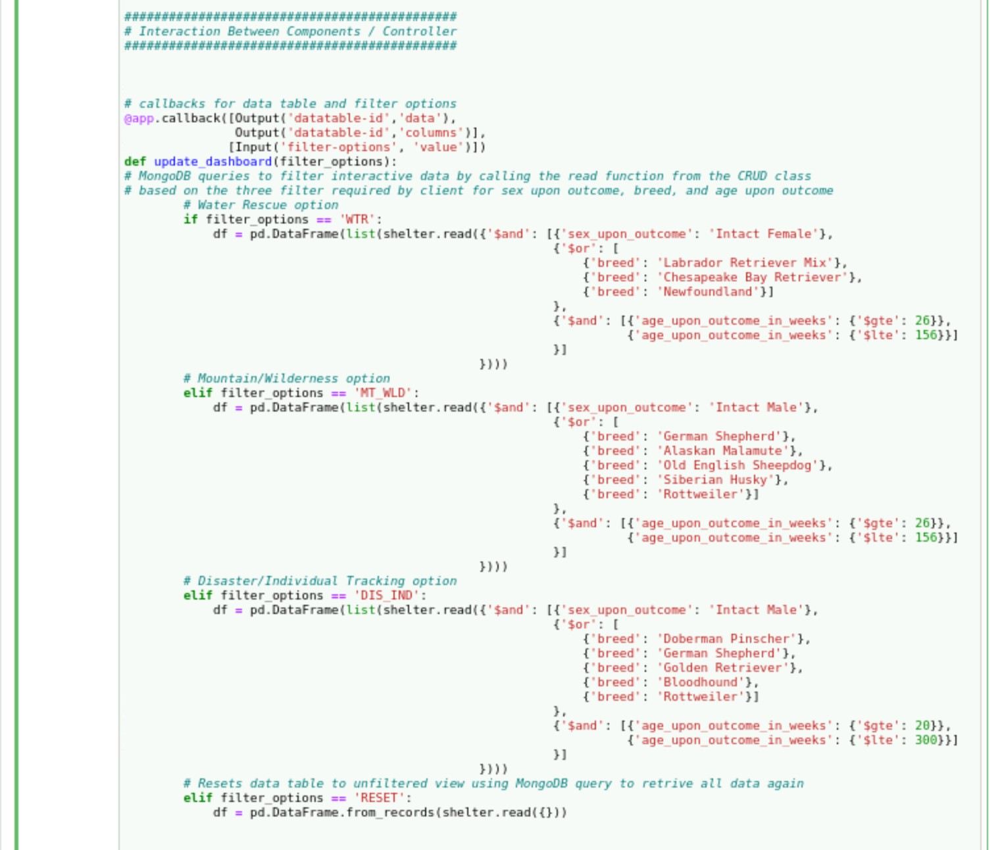 #############################################
# Interaction Between Components / Controller
#############################################
# callbacks for data table and filter options
@app.callback([Output('datatable-id','data'),
               Output('datatable-id','columns')],
              [Input('filter-options', 'value')])
def update_dashboard(filter_options):
# MongoDB queries to filter interactive data by calling the read function from the CRUD class
# based on the three filter required by client for sex upon outcome, breed, and age upon outcome
        # Water Rescue option
        if filter_options == 'WTR':
            df = pd.DataFrame(list(shelter.read({'$and': [{'sex_upon_outcome': 'Intact Female'},
                                                          {'$or': [
                                                              {'breed': 'Labrador Retriever Mix'},
                                                              {'breed': 'Chesapeake Bay Retriever'},
                                                              {'breed': 'Newfoundland'}]
                                                          },
                                                          {'$and': [{'age_upon_outcome_in_weeks': {'$gte': 26}},
                                                                    {'age_upon_outcome_in_weeks': {'$lte': 156}}]
                                                          }]
                                                })))
        # Mountain/Wilderness option
        elif filter_options == 'MT_WLD':
            df = pd.DataFrame(list(shelter.read({'$and': [{'sex_upon_outcome': 'Intact Male'},
                                                          {'$or': [
                                                              {'breed': 'German Shepherd'},
                                                              {'breed': 'Alaskan Malamute'},
                                                              {'breed': 'Old English Sheepdog'},
                                                              {'breed': 'Siberian Husky'},
                                                              {'breed': 'Rottweiler'}]
                                                          },
                                                          {'$and': [{'age_upon_outcome_in_weeks': {'$gte': 26}},
                                                                    {'age_upon_outcome_in_weeks': {'$lte': 156}}]
                                                          }]
                                                })))
        # Disaster/Individual Tracking option
        elif filter_options == 'DIS_IND':
            df = pd.DataFrame(list(shelter.read({'$and': [{'sex_upon_outcome': 'Intact Male'},
                                                          {'$or': [
                                                              {'breed': 'Doberman Pinscher'},
                                                              {'breed': 'German Shepherd'},
                                                              {'breed': 'Golden Retriever'},
                                                              {'breed': 'Bloodhound'},
                                                              {'breed': 'Rottweiler'}]
                                                          },
                                                          {'$and': [{'age_upon_outcome_in_weeks': {'$gte': 20}},
                                                                    {'age_upon_outcome_in_weeks': {'$lte': 300}}]
                                                          }]
                                                })))
        # Resets data table to unfiltered view using MongoDB query to retrive all data again
        elif filter_options == 'RESET':
            df = pd.DataFrame.from_records(shelter.read({}))